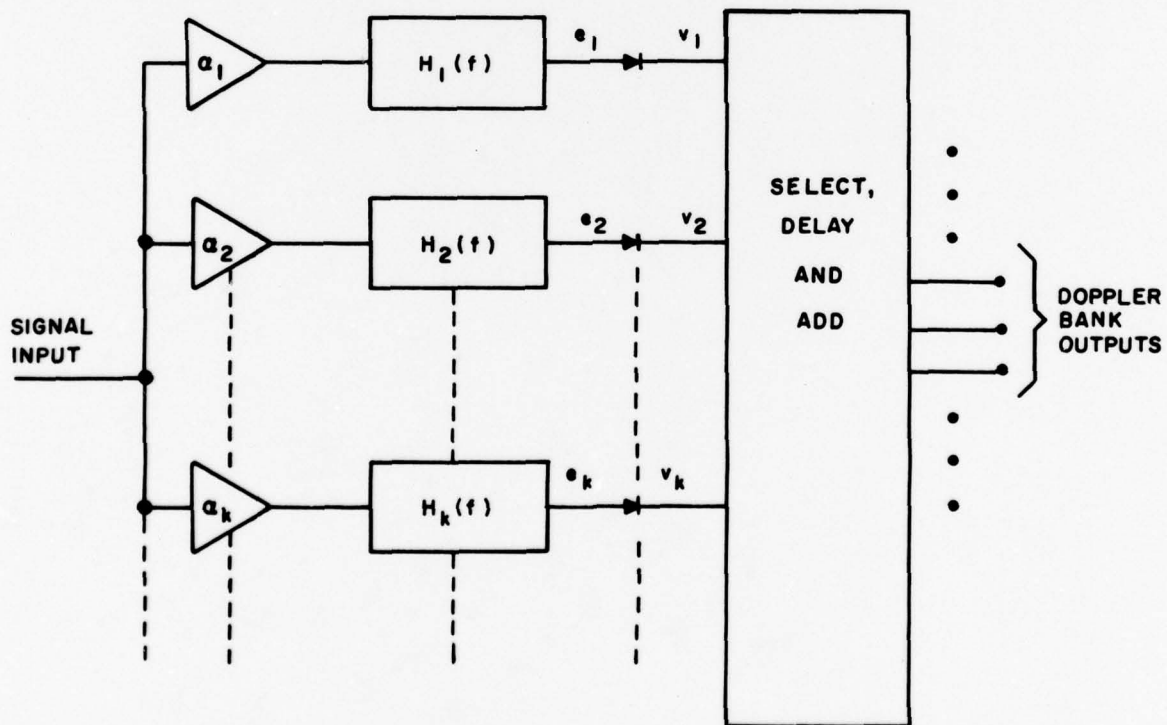 α₁ H₁(f) e₁ v₁
SELECT,
DELAY
AND
ADD
α₂ H₂(f) e₂ v₂
SIGNAL
INPUT
DOPPLER
BANK
OUTPUTS
αₖ Hₖ(f) eₖ vₖ